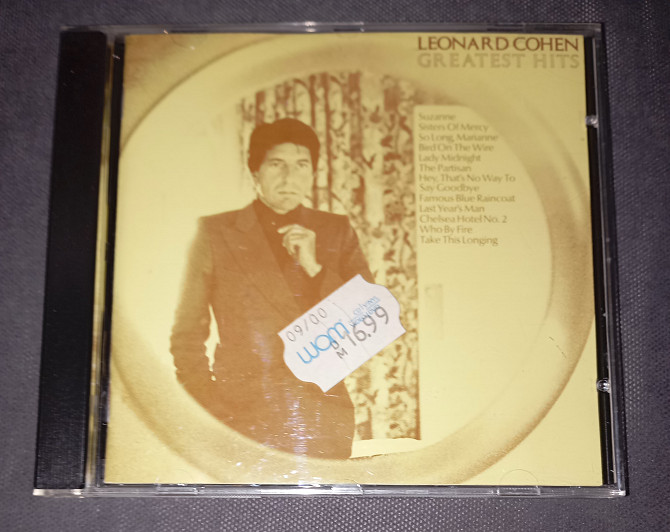 LEONARD COHEN
GREATEST HITS
Suzanne
Sisters Of Mercy
So Long, Marianne
Bird On The Wire
Lady Midnight
The Partisan
Hey, That's No Way To
Say Goodbye
Famous Blue Raincoat
Last Year's Man
Chelsea Hotel No. 2
Who By Fire
Take This Longing
09/00
wom
DM 16.99